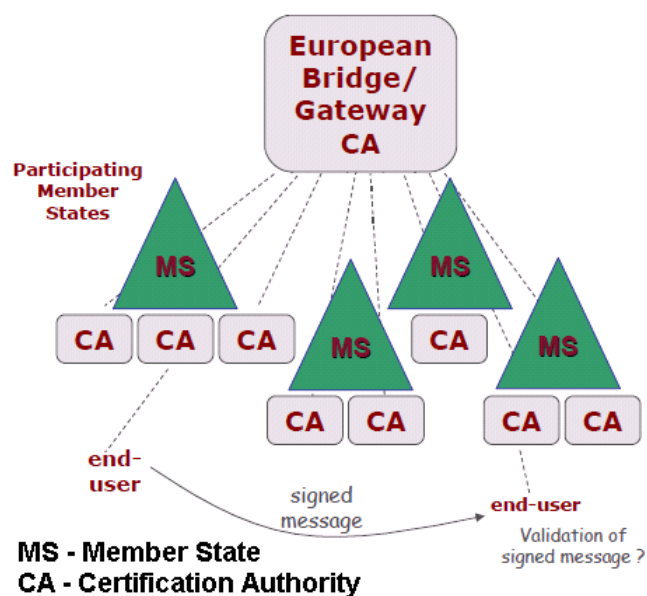 European
Bridge/
Gateway
CA
Participating
Member
States
MS
MS
MS
MS
CA
CA
CA
CA
CA
CA
CA
CA
end-
user
signed
message
end-user
Validation of
signed message ?
MS - Member State
CA - Certification Authority